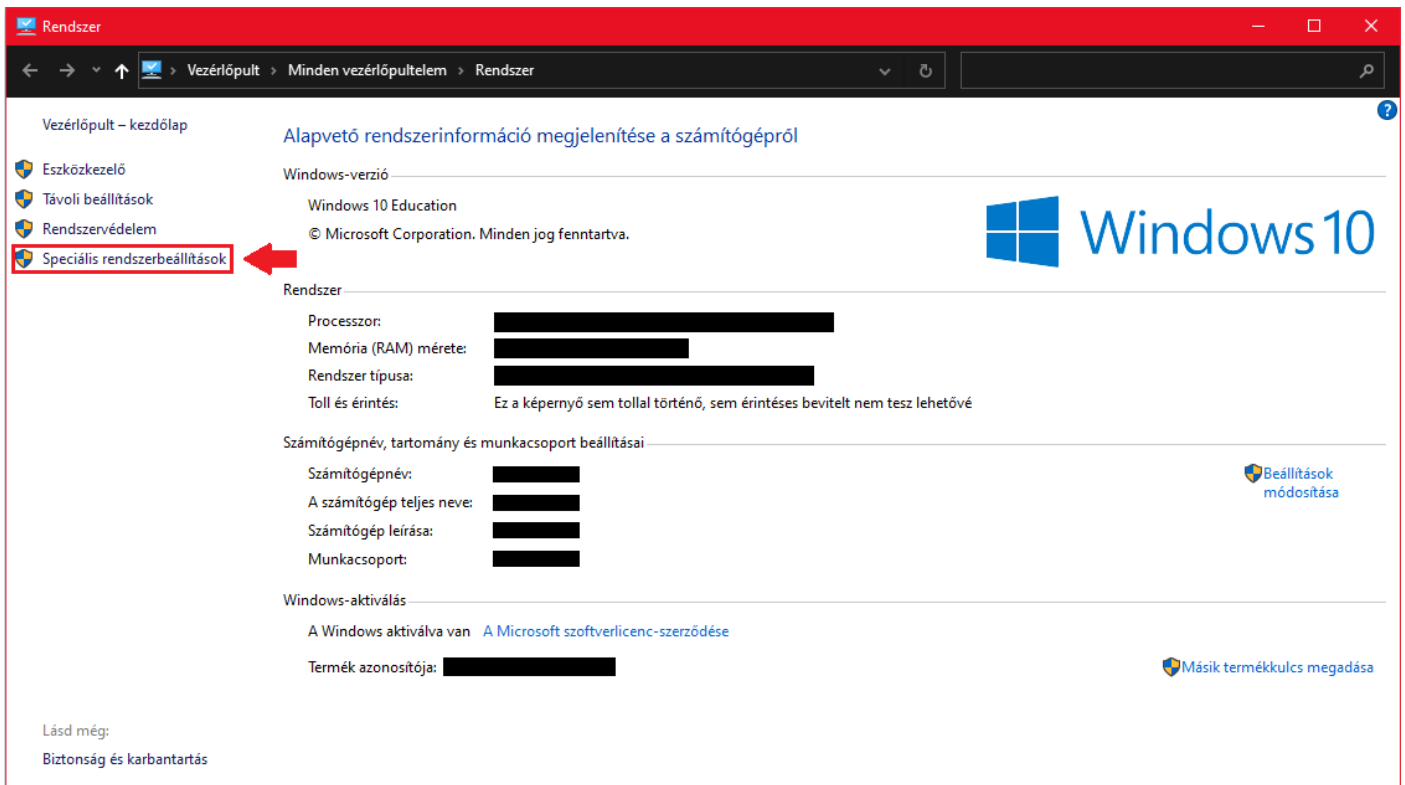 Rendszer
Vezérlőpult > Minden vezérlőpultelem > Rendszer
Vezérlőpult – kezdőlap
Eszközkezelő
Távoli beállítások
Rendszervédelem
Speciális rendszerbeállítások
Alapvető rendszerinformáció megjelenítése a számítógépről
Windows-verzió
Windows 10 Education
© Microsoft Corporation. Minden jog fenntartva.
Windows 10
Rendszer
Processzor:
Memória (RAM) mérete:
Rendszer típusa:
Toll és érintés: Ez a képernyő sem tollal történő, sem érintéses bevitelt nem tesz lehetővé
Számítógépnév, tartomány és munkacsoport beállításai
Számítógépnév:
A számítógép teljes neve:
Számítógép leírása:
Munkacsoport:
Beállítások
módosítása
Windows-aktiválás
A Windows aktiválva van A Microsoft szoftverlicenc-szerződése
Termék azonosítója:
Másik termékkulcs megadása
Lásd még:
Biztonság és karbantartás